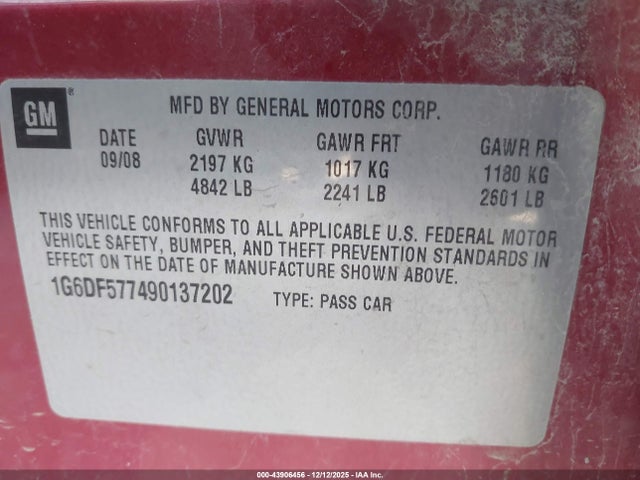 GM®
MFD BY GENERAL MOTORS CORP.
DATE GVWR GAWR FRT GAWR RR
09/08 2197 KG 1017 KG 1180 KG
4842 LB 2241 LB 2601 LB
THIS VEHICLE CONFORMS TO ALL APPLICABLE U.S. FEDERAL MOTOR
VEHICLE SAFETY, BUMPER, AND THEFT PREVENTION STANDARDS IN
EFFECT ON THE DATE OF MANUFACTURE SHOWN ABOVE.
1G6DF577490137202 TYPE: PASS CAR
000-43906456 - 12/12/2025 - IAA Inc.